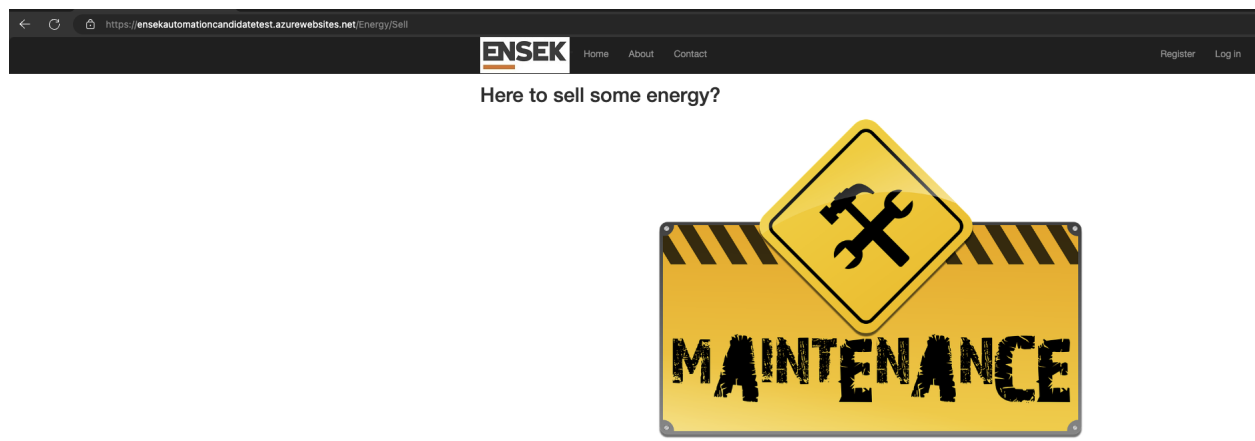 https://ensekautomationcandidatetest.azurewebsites.net/Energy/Sell
ENSEK Home About Contact Register Log in
Here to sell some energy?
MAINTENANCE